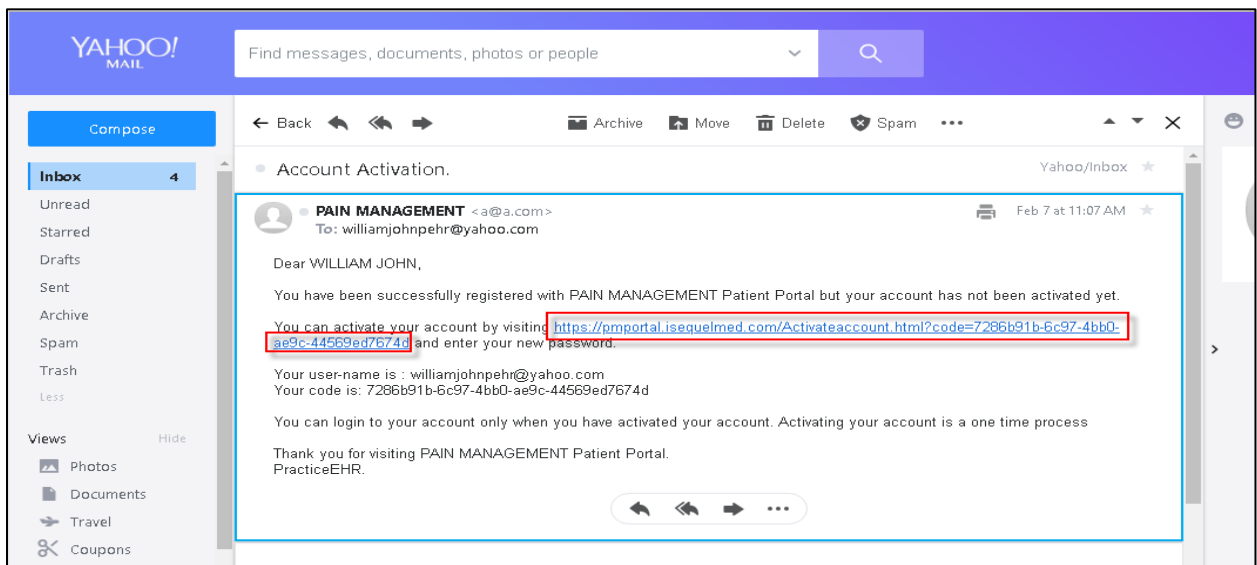 YAHOO!
MAIL
Find messages, documents, photos or people
Compose
Back
Archive
Move
Delete
Spam
Inbox 4
Unread
Starred
Drafts
Sent
Archive
Spam
Trash
Less
Views Hide
Photos
Documents
Travel
Coupons
Account Activation.
Yahoo/Inbox
PAIN MANAGEMENT <a@a.com>
Feb 7 at 11:07 AM
To: williamjohnpehr@yahoo.com
Dear WILLIAM JOHN,
You have been successfully registered with PAIN MANAGEMENT Patient Portal but your account has not been activated yet.
You can activate your account by visiting https://pmportal.isequelmed.com/Activateaccount.html?code=7286b91b-6c97-4bb0-
ae9c-44569ed7674d and enter your new password.
Your user-name is : williamjohnpehr@yahoo.com
Your code is: 7286b91b-6c97-4bb0-ae9c-44569ed7674d
You can login to your account only when you have activated your account. Activating your account is a one time process
Thank you for visiting PAIN MANAGEMENT Patient Portal.
PracticeEHR.